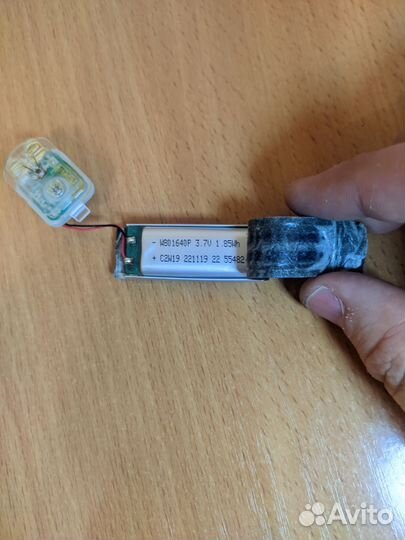 - W801640P 3.7V 1.85Wh
+ C2W19 221119 22 55482
Avito